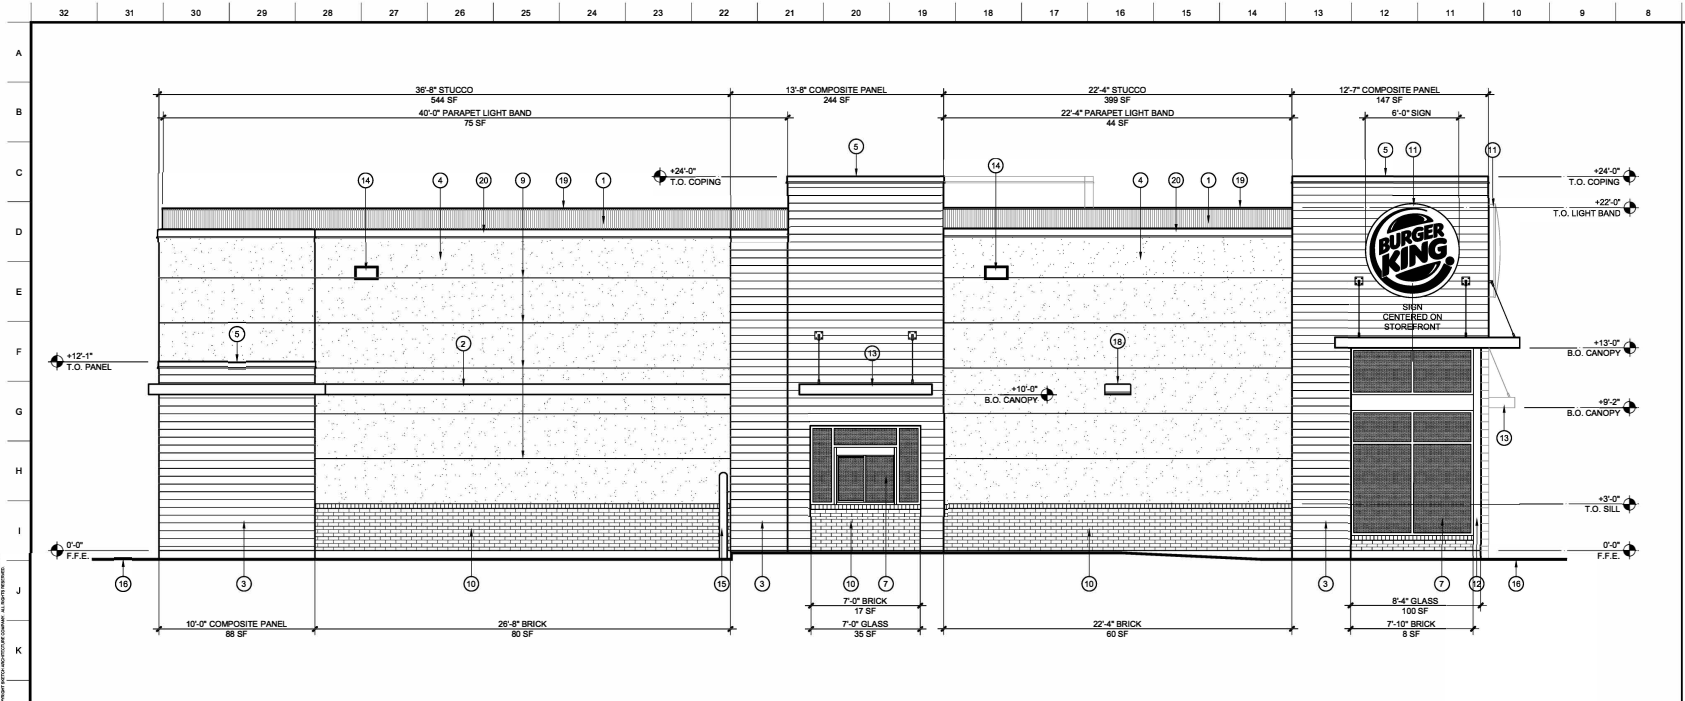 32 31 30 29 28 27 26 25 24 23 22 21 20 19 18 17 16 15 14 13 12 11 10 9 8
A
B
C
D
E
F
G
H
I
J
K
36'-8" STUCCO
544 SF
13'-8" COMPOSITE PANEL
244 SF
22'-4" STUCCO
399 SF
12'-7" COMPOSITE PANEL
147 SF
40'-0" PARAPET LIGHT BAND
75 SF
22'-4" PARAPET LIGHT BAND
44 SF
6'-0" SIGN
5
14
5
11
11
+24'-0"
T.O. COPING
+24'-0"
T.O. COPING
14 4 20 9 19 1
4 20 1 19
+22'-0"
T.O. LIGHT BAND
BURGER
KING
SIGN
CENTERED ON
STOREFRONT
5
2
13
18
+12'-1"
T.O. PANEL
+13'-0"
B.O. CANOPY
+10'-0"
B.O. CANOPY
+9'-2"
B.O. CANOPY
13
+3'-0"
T.O. SILL
0'-0"
F.F.E.
0'-0"
F.F.E.
16 3 10 15 3 10 7 10 3 7 12 16
7'-0" BRICK
17 SF
8'-4" GLASS
100 SF
10'-0" COMPOSITE PANEL
88 SF
26'-8" BRICK
80 SF
7'-0" GLASS
35 SF
22'-4" BRICK
60 SF
7'-10" BRICK
8 SF